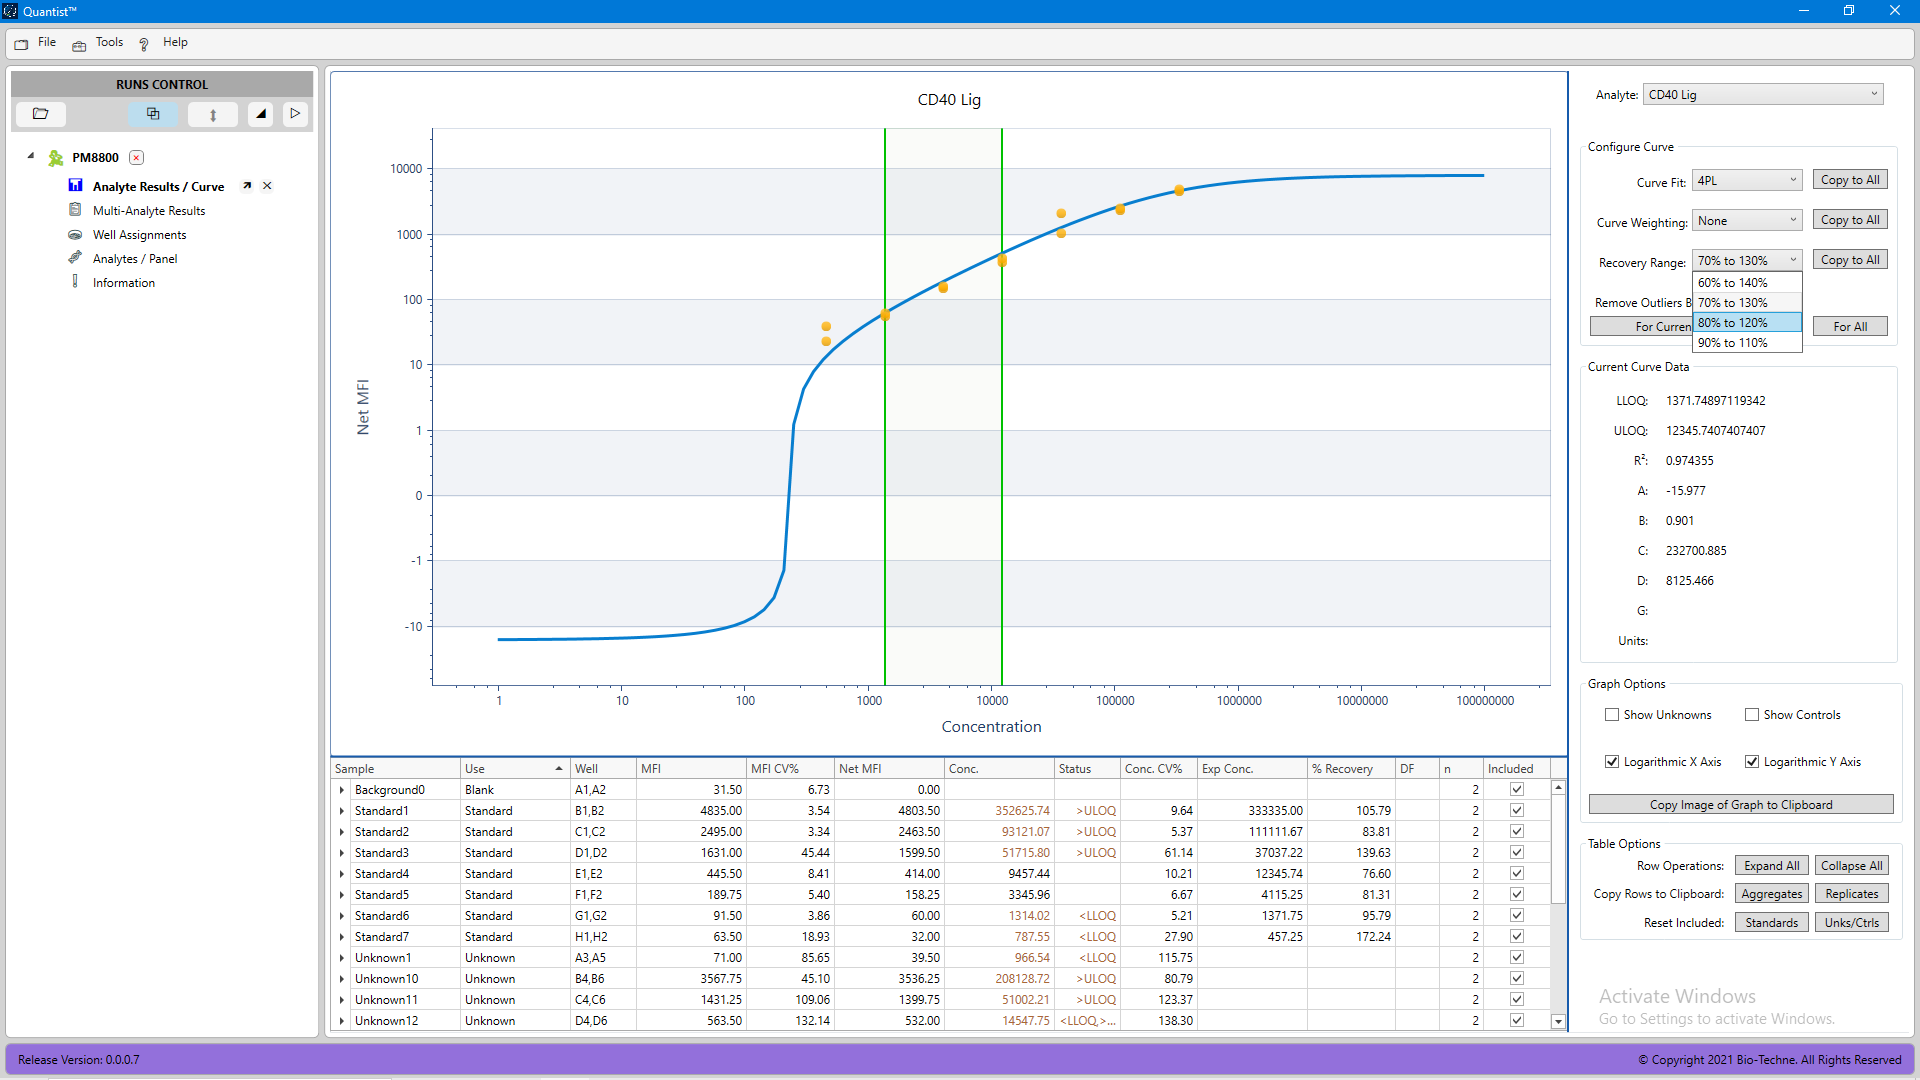 Quantist™
File Tools Help
RUNS CONTROL
PM8800
Analyte Results / Curve
Multi-Analyte Results
Well Assignments
Analytes / Panel
Information
CD40 Lig
10000
1000
100
10
1
0
-1
-10
Net MFI
1 10 100 1000 10000 100000 1000000 10000000 100000000
Concentration
Sample Use Well MFI MFI CV% Net MFI Conc. Status Conc. CV% Exp Conc. % Recovery DF n Included
Background0 Blank A1,A2 31.50 6.73 0.00 2
Standard1 Standard B1,B2 4835.00 3.54 4803.50 352625.74 >ULOQ 9.64 333335.00 105.79 2
Standard2 Standard C1,C2 2495.00 3.34 2463.50 93121.07 >ULOQ 5.37 111111.67 83.81 2
Standard3 Standard D1,D2 1631.00 45.44 1599.50 51715.80 >ULOQ 61.14 37037.22 139.63 2
Standard4 Standard E1,E2 445.50 8.41 414.00 9457.44 10.21 12345.74 76.60 2
Standard5 Standard F1,F2 189.75 5.40 158.25 3345.96 6.67 4115.25 81.31 2
Standard6 Standard G1,G2 91.50 3.86 60.00 1314.02 <LLOQ 5.21 1371.75 95.79 2
Standard7 Standard H1,H2 63.50 18.93 32.00 787.55 <LLOQ 27.90 457.25 172.24 2
Unknown1 Unknown A3,A5 71.00 85.65 39.50 966.54 <LLOQ 115.75 2
Unknown10 Unknown B4,B6 3567.75 45.10 3536.25 208128.72 >ULOQ 80.79 2
Unknown11 Unknown C4,C6 1431.25 109.06 1399.75 51002.21 >ULOQ 123.37 2
Unknown12 Unknown D4,D6 563.50 132.14 532.00 14547.75 <LLOQ,>... 138.30 2
Analyte: CD40 Lig
Configure Curve
Curve Fit: 4PL Copy to All
Curve Weighting: None Copy to All
Recovery Range: 70% to 130% Copy to All
60% to 140%
Remove Outliers B 70% to 130%
For Curren 80% to 120% For All
90% to 110%
Current Curve Data
LLOQ: 1371.74897119342
ULOQ: 12345.7407407407
R²: 0.974355
A: -15.977
B: 0.901
C: 232700.885
D: 8125.466
G:
Units:
Graph Options
Show Unknowns Show Controls
Logarithmic X Axis Logarithmic Y Axis
Copy Image of Graph to Clipboard
Table Options
Row Operations: Expand All Collapse All
Copy Rows to Clipboard: Aggregates Replicates
Reset Included: Standards Unks/Ctrls
Activate Windows
Go to Settings to activate Windows.
Release Version: 0.0.0.7
© Copyright 2021 Bio-Techne. All Rights Reserved